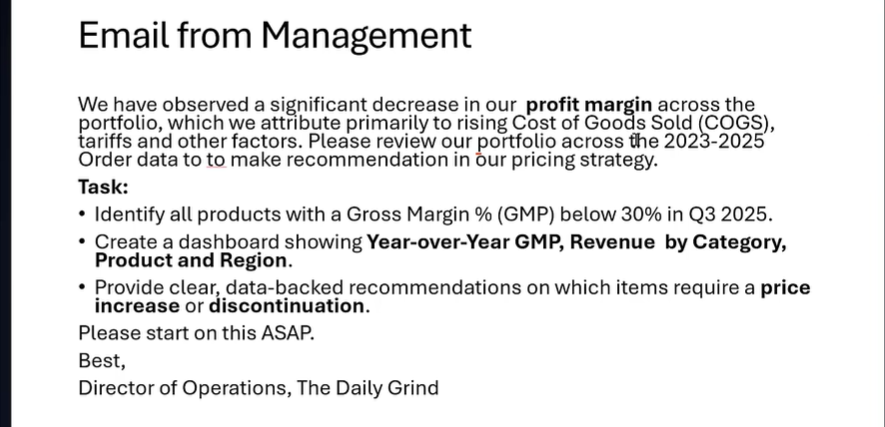 Email from Management
We have observed a significant decrease in our profit margin across the
portfolio, which we attribute primarily to rising Cost of Goods Sold (COGS),
tariffs and other factors. Please review our portfolio across the 2023-2025
Order data to to make recommendation in our pricing strategy.
Task:
• Identify all products with a Gross Margin % (GMP) below 30% in Q3 2025.
• Create a dashboard showing Year-over-Year GMP, Revenue by Category,
Product and Region.
• Provide clear, data-backed recommendations on which items require a price
increase or discontinuation.
Please start on this ASAP.
Best,
Director of Operations, The Daily Grind